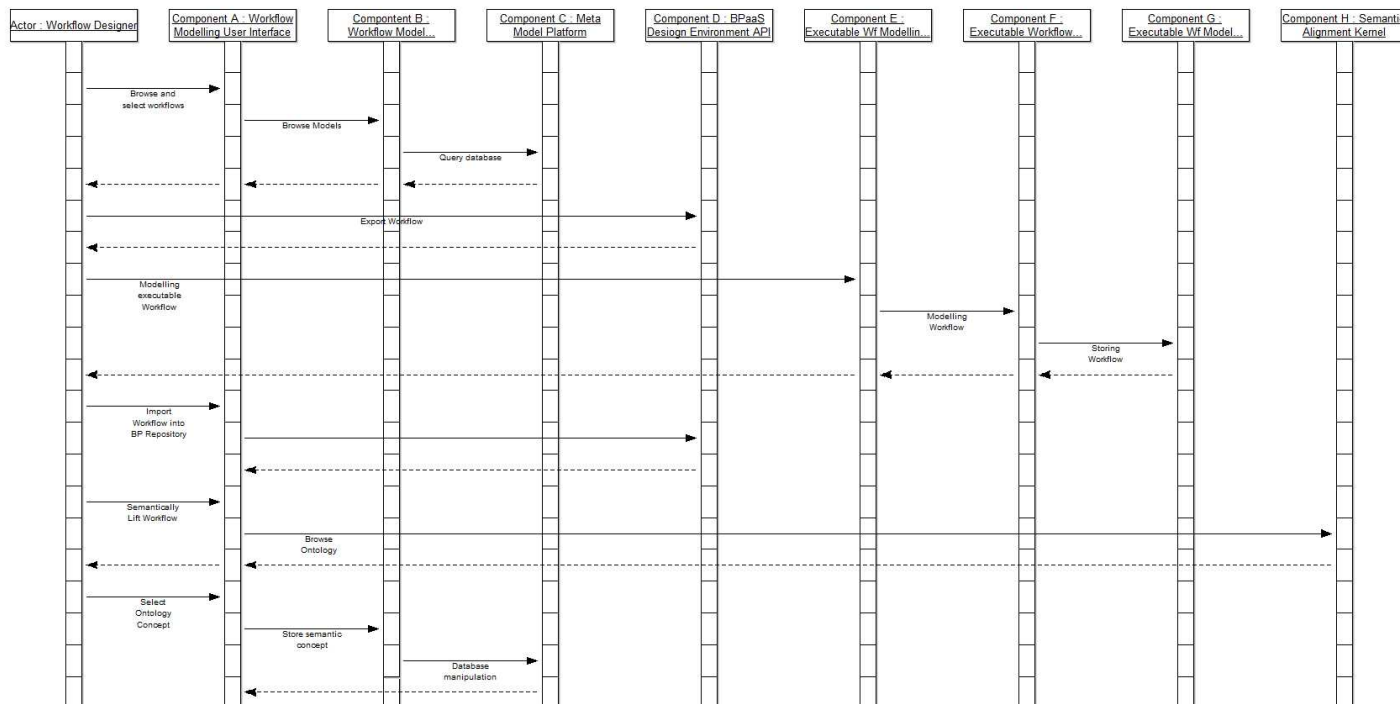 Actor : Workflow Designer
Component A : Workflow
Modelling User Interface
Compontent B :
Workflow Model...
Component C : Meta
Model Platform
Component D : BPaaS
Desiogn Environment API
Component E :
Executable Wf Modellin...
Component F :
Executable Workflow...
Component G :
Executable Wf Model...
Component H : Semantic
Alignment Kernel
Browse and
select workflows
Browse Models
Query database
Export Workflow
Modelling
executable
Workflow
Modelling
Workflow
Storing
Workflow
Import
Workflow into
BP Repository
Semantically
Lift Workflow
Browse
Ontology
Select
Ontology
Concept
Store semantic
concept
Database
manipulation